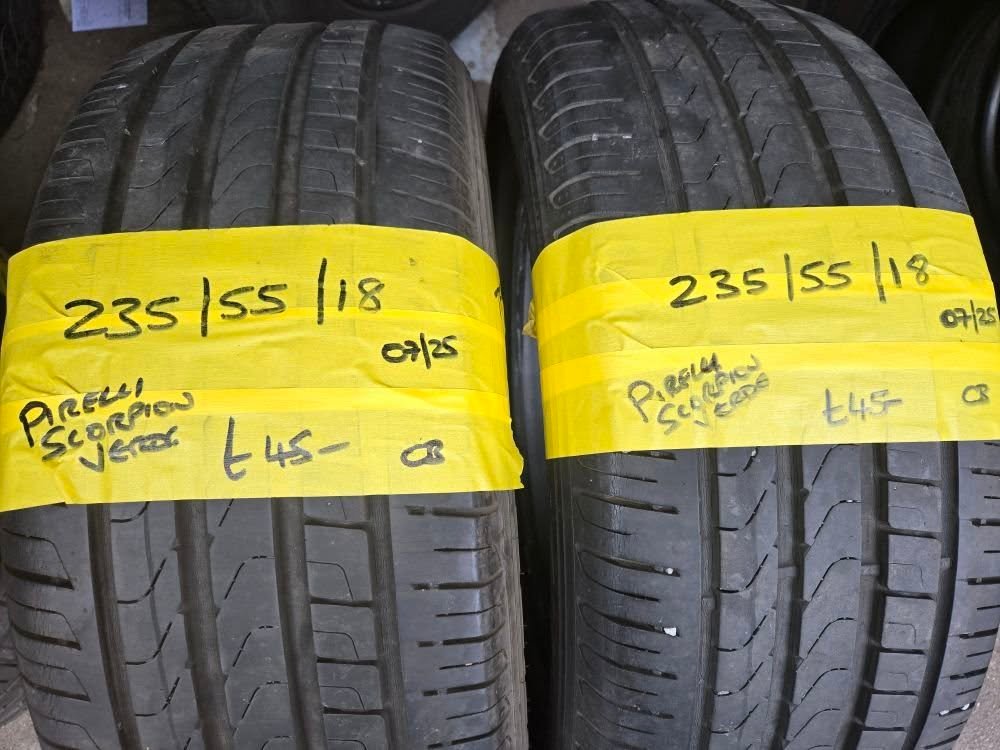 235/55/18
07/25
PIRELLI
SCORPION
VERDE
£45-
CB
235/55/18
07/25
PIRELLI
SCORPION
VERDE
£45-
CB